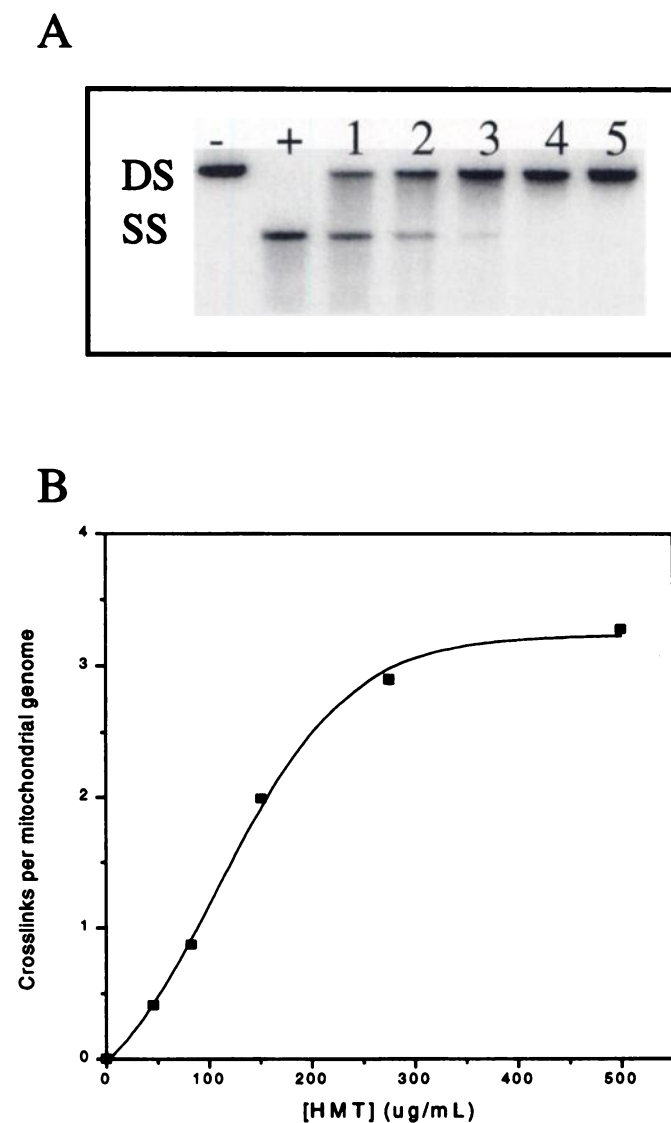 A
- + 1 2 3 4 5
DS
SS
B
4
3
2
1
0
Crosslinks per mitochondrial genome
0 100 200 300 400 500
[HMT] (ug/mL)